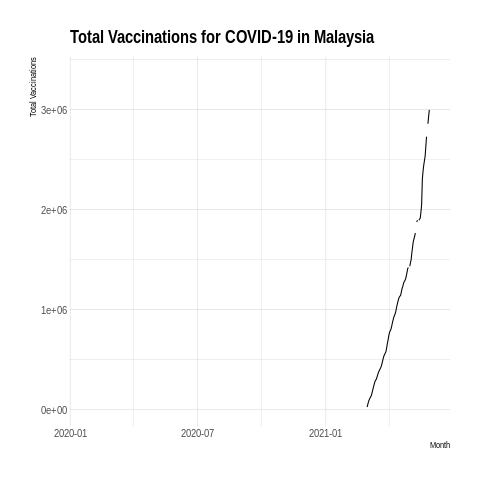 Total Vaccinations for COVID-19 in Malaysia
Total Vaccinations
3e+06
2e+06
1e+06
0e+00
2020-01
2020-07
2021-01
Month